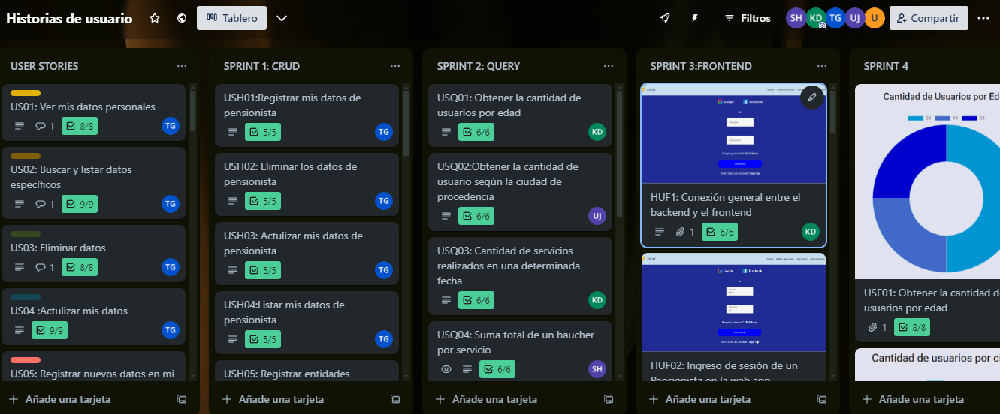 Historias de usuario
Tablero
Filtros
SH
KD
TG
UJ
U
Compartir
USER STORIES
US01: Ver mis datos personales
1
8/8
TG
US02: Buscar y listar datos
específicos
1
9/9
TG
US03: Eliminar datos
1
8/8
TG
US04 :Actulizar mis datos
9/9
TG
US05: Registrar nuevos datos en mi
Añade una tarjeta
SPRINT 1: CRUD
USH01:Registrar mis datos de
pensionista
5/5
TG
USH02: Eliminar los datos de
pensionista
5/5
TG
USH03: Actulizar mis datos de
pensionista
5/5
TG
USH04:Listar mis datos de
pensionista
5/5
TG
USH05: Registrar entidades
Añade una tarjeta
SPRINT 2: QUERY
USQ01: Obtener la cantidad de
usuarios por edad
6/6
KD
USQ02:Obtener la cantidad de
usuario según la ciudad de
procedencia
6/6
UJ
USQ03: Cantidad de servicios
realizados en una determinada
fecha
6/6
KD
USQ04: Suma total de un baucher
por servicio
6/6
SH
Añade una tarjeta
SPRINT 3:FRONTEND
Google
Facebook
Forgot password? Click here
Don't have an account? Sign Up
HUF1: Conexión general entre el
backend y el frontend
1
6/6
KD
Google
Facebook
Forgot password? Click here
Don't have an account? Sign Up
HUF02: Ingreso de sesión de un
Pensionista en la web app
Añade una tarjeta
SPRINT 4
Cantidad de Usuarios por Ed
54
44
64
USF01: Obtener la cantidad d
usuarios por edad
1
8/8
Cantidad de usuarios por ci
Añade una tarjeta